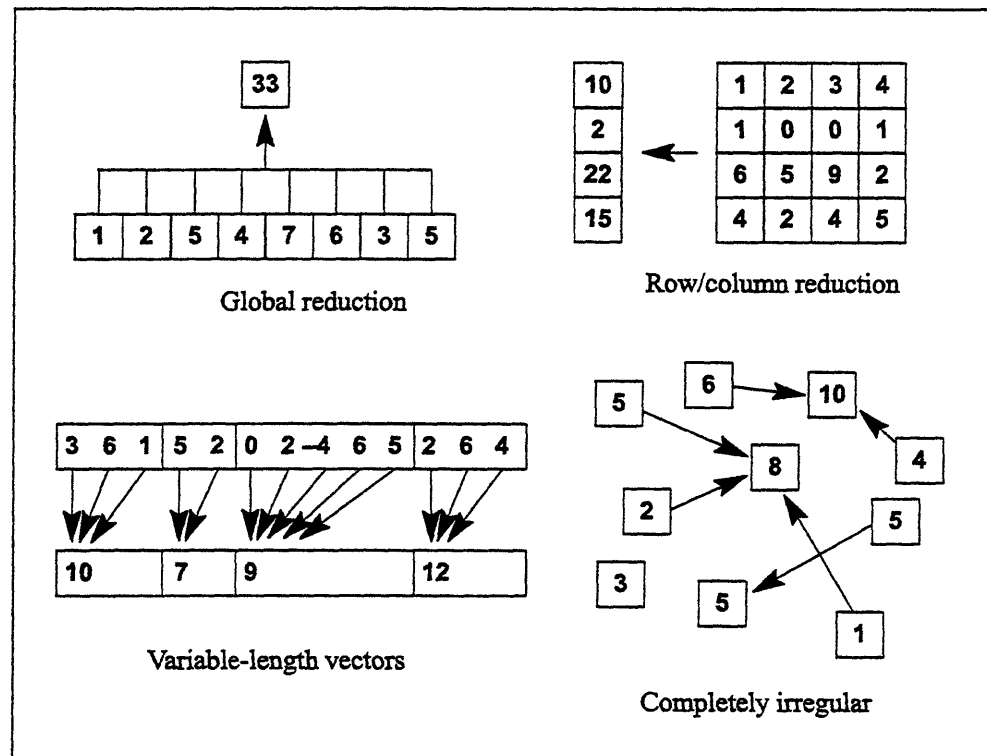 33
1 2 5 4 7 6 3 5
Global reduction
10 1 2 3 4
2 1 0 0 1
22 6 5 9 2
15 4 2 4 5
Row/column reduction
3 6 1 5 2 0 2 –4 6 5 2 6 4
10 7 9 12
Variable-length vectors
6 10
5
8 4
2 5
3 5
1
Completely irregular